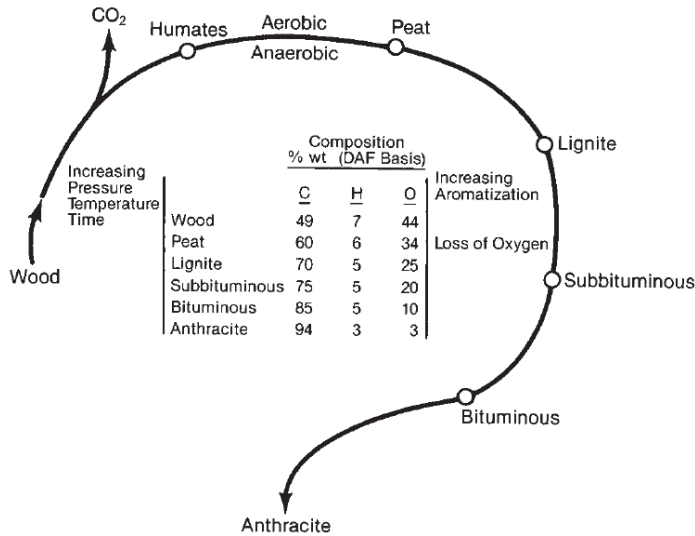 CO2
Humates
Aerobic
Anaerobic
Peat
Lignite
Subbituminous
Bituminous
Anthracite
Wood
Increasing
Pressure
Temperature
Time
Composition
% wt (DAF Basis)
C H O
Wood 49 7 44
Peat 60 6 34
Lignite 70 5 25
Subbituminous 75 5 20
Bituminous 85 5 10
Anthracite 94 3 3
Increasing
Aromatization
Loss of Oxygen